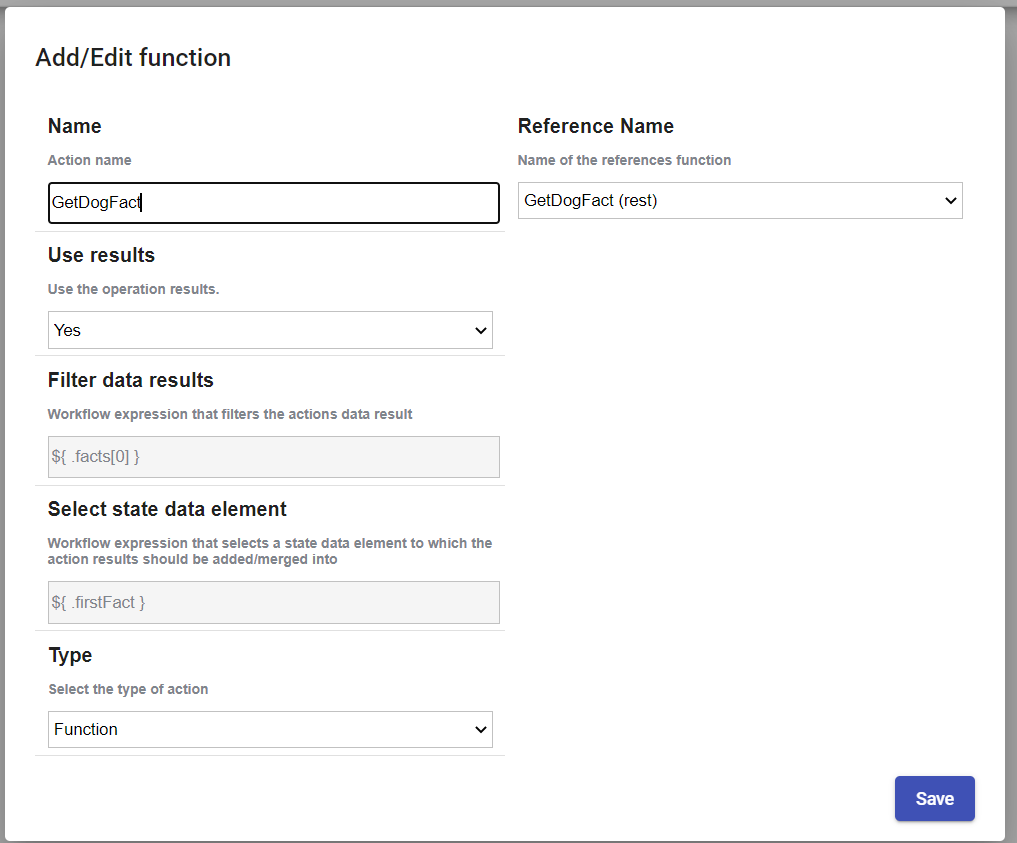 Add/Edit function
Name
Action name
GetDogFact
Reference Name
Name of the references function
GetDogFact (rest)
Use results
Use the operation results.
Yes
Filter data results
Workflow expression that filters the actions data result
${ .facts[0] }
Select state data element
Workflow expression that selects a state data element to which the
action results should be added/merged into
${ .firstFact }
Type
Select the type of action
Function
Save